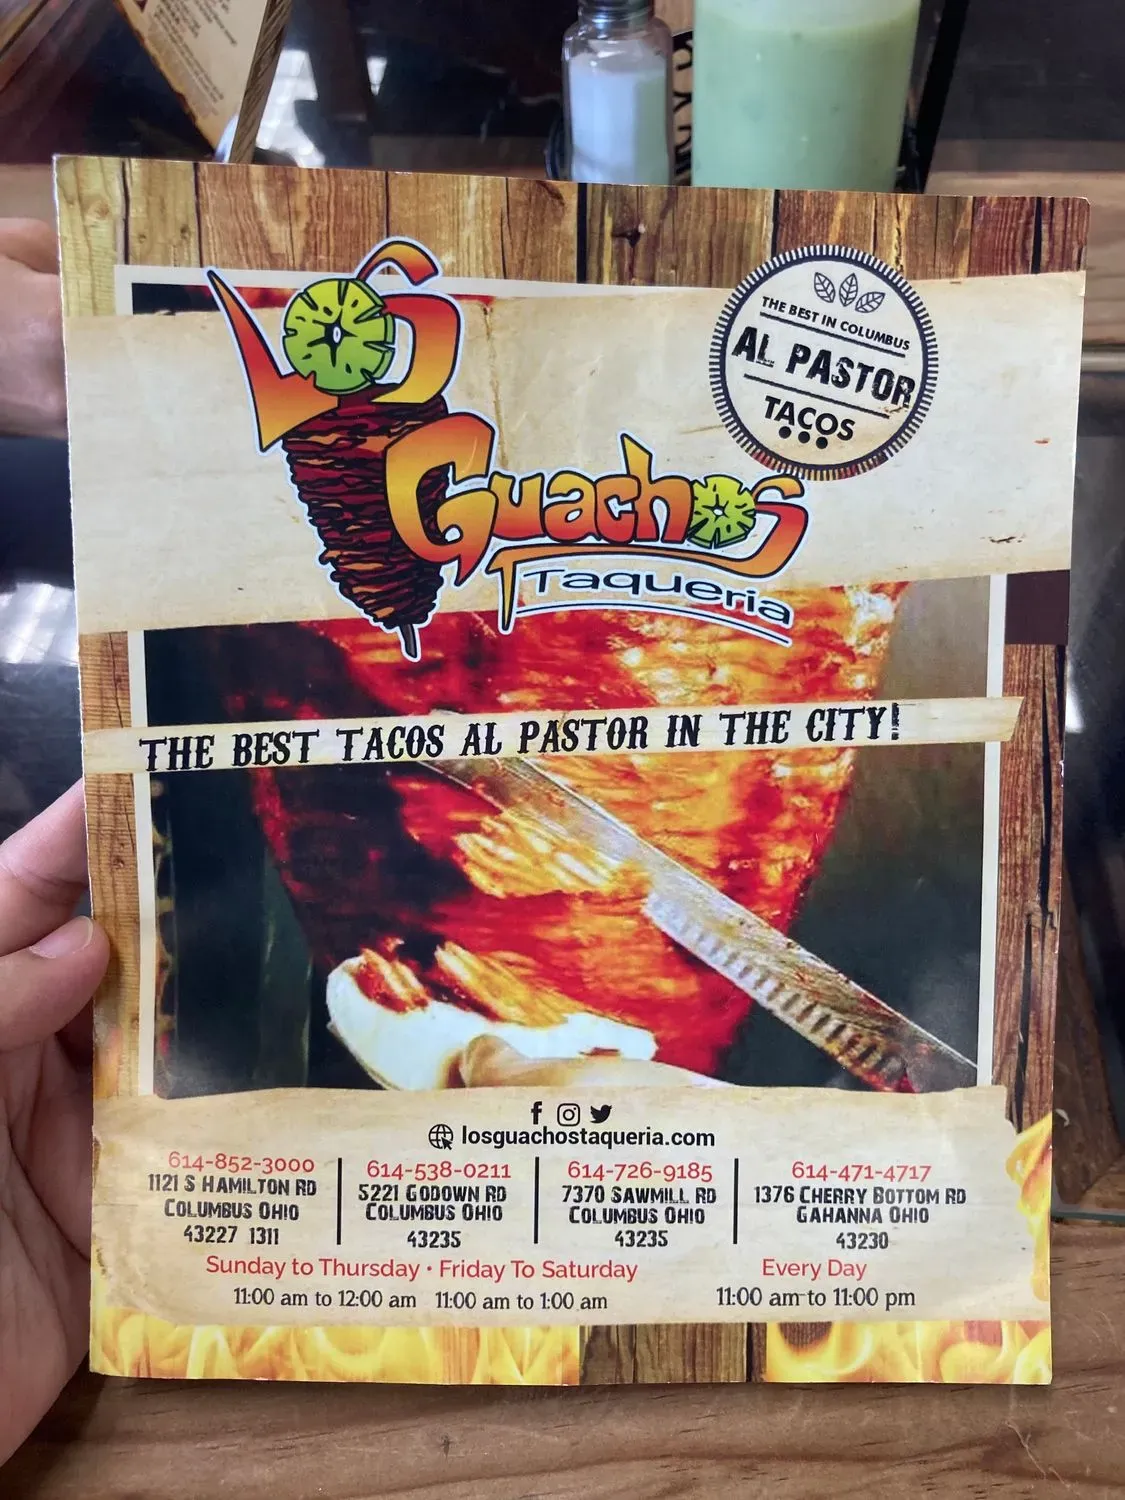 THE BEST IN COLUMBUS
AL PASTOR
TACOS
Los
Guachos
Taqueria
THE BEST TACOS AL PASTOR IN THE CITY!
losguachostaqueria.com
614-852-3000
1121 S HAMILTON RD
COLUMBUS OHIO
43227 1311
614-538-0211
5221 GODOWN RD
COLUMBUS OHIO
43235
614-726-9185
7370 SAWMILL RD
COLUMBUS OHIO
43235
614-471-4717
1376 CHERRY BOTTOM RD
GAHANNA OHIO
43230
Sunday to Thursday • Friday To Saturday
11:00 am to 12:00 am 11:00 am to 1:00 am
Every Day
11:00 am to 11:00 pm